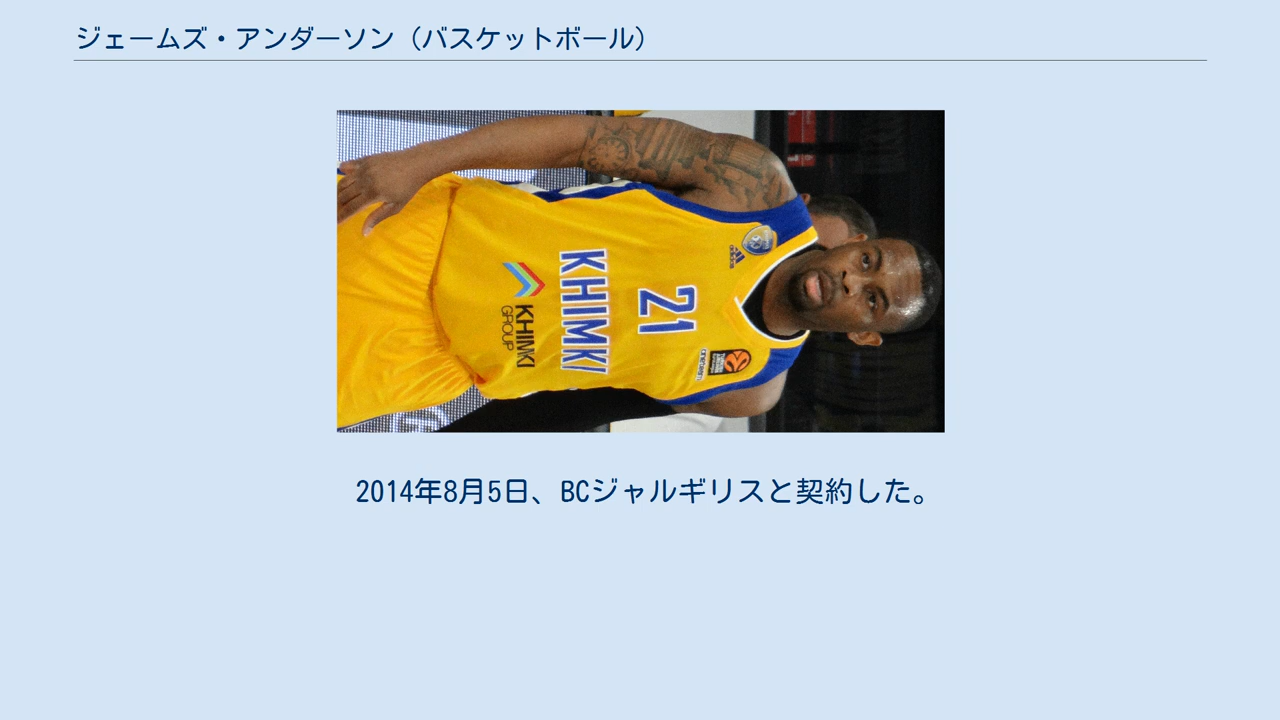 ジェームズ・アンダーソン（バスケットボール）
21
KHIMKI
KHIMKI
GROUP
adidas
2014年8月5日、BCジャルギリスと契約した。